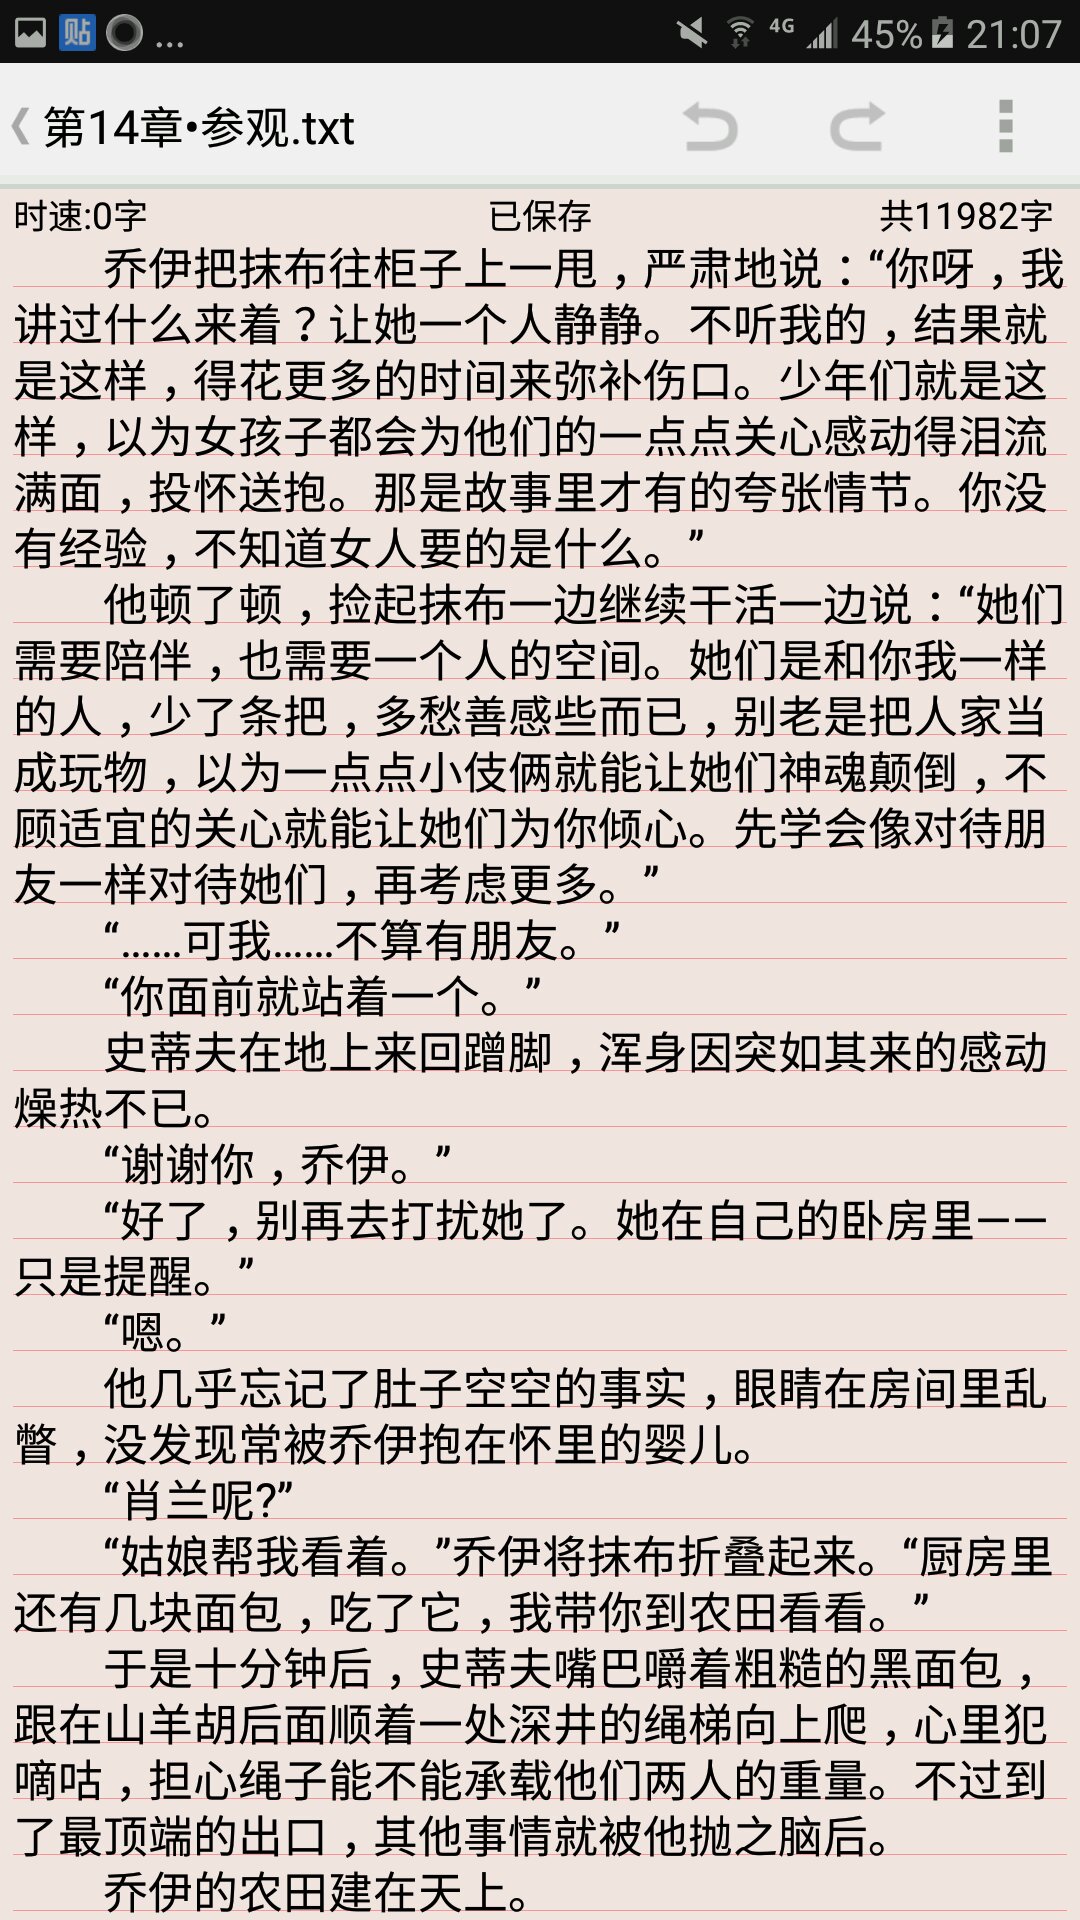 贴 ... 4G 45% 21:07
第14章•参观.txt
时速:0字 已保存 共11982字
乔伊把抹布往柜子上一甩，严肃地说：“你呀，我
讲过什么来着？让她一个人静静。不听我的，结果就
是这样，得花更多的时间来弥补伤口。少年们就是这
样，以为女孩子都会为他们的一点点关心感动得泪流
满面，投怀送抱。那是故事里才有的夸张情节。你没
有经验，不知道女人要的是什么。”
他顿了顿，捡起抹布一边继续干活一边说：“她们
需要陪伴，也需要一个人的空间。她们是和你我一样
的人，少了条把，多愁善感些而已，别老是把人家当
成玩物，以为一点点小伎俩就能让她们神魂颠倒，不
顾适宜的关心就能让她们为你倾心。先学会像对待朋
友一样对待她们，再考虑更多。”
“……可我……不算有朋友。”
“你面前就站着一个。”
史蒂夫在地上来回蹭脚，浑身因突如其来的感动
燥热不已。
“谢谢你，乔伊。”
“好了，别再去打扰她了。她在自己的卧房里——
只是提醒。”
“嗯。”
他几乎忘记了肚子空空的事实，眼睛在房间里乱
瞥，没发现常被乔伊抱在怀里的婴儿。
“肖兰呢?”
“姑娘帮我看着。”乔伊将抹布折叠起来。“厨房里
还有几块面包，吃了它，我带你到农田看看。”
于是十分钟后，史蒂夫嘴巴嚼着粗糙的黑面包，
跟在山羊胡后面顺着一处深井的绳梯向上爬，心里犯
嘀咕，担心绳子能不能承载他们两人的重量。不过到
了最顶端的出口，其他事情就被他抛之脑后。
乔伊的农田建在天上。